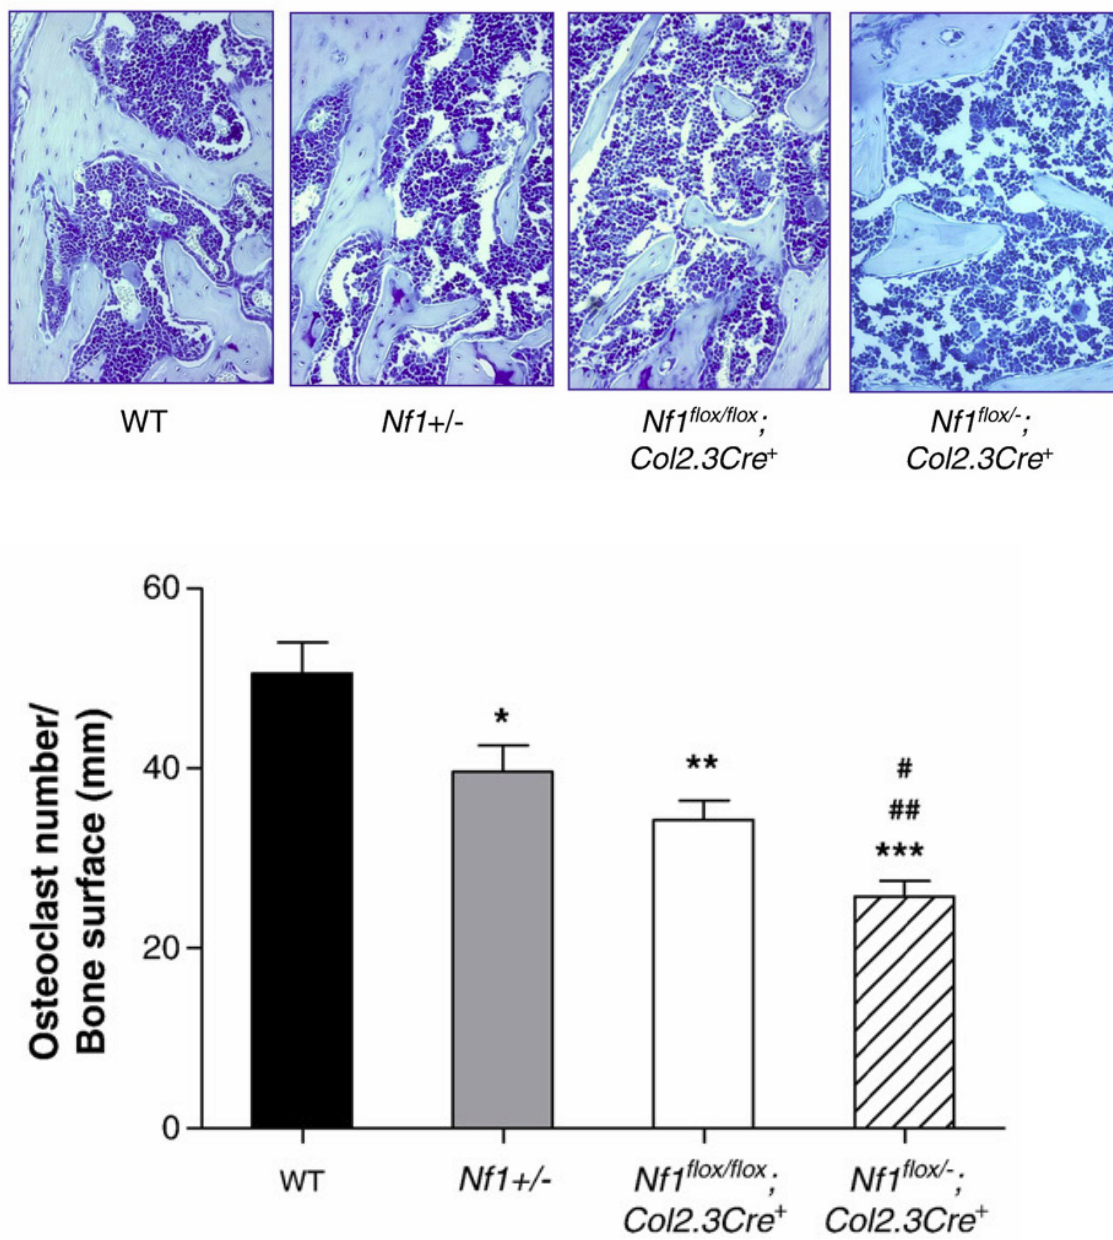 WT
Nf1+/-
Nf1flox/flox;
Col2.3Cre+
Nf1flox/-;
Col2.3Cre+
60
40
20
0
Osteoclast number/
Bone surface (mm)
*
**
#
##
***
WT
Nf1+/-
Nf1flox/flox;
Col2.3Cre+
Nf1flox/-;
Col2.3Cre+